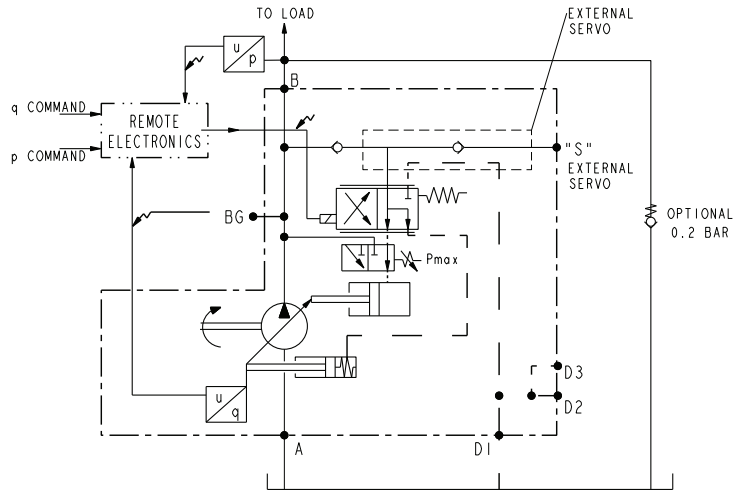 TO LOAD
EXTERNAL
SERVO
u
p
B
q COMMAND
REMOTE
ELECTRONICS
p COMMAND
"S"
EXTERNAL
SERVO
BG
OPTIONAL
0.2 BAR
Pmax
D3
u
q
D2
A
D1